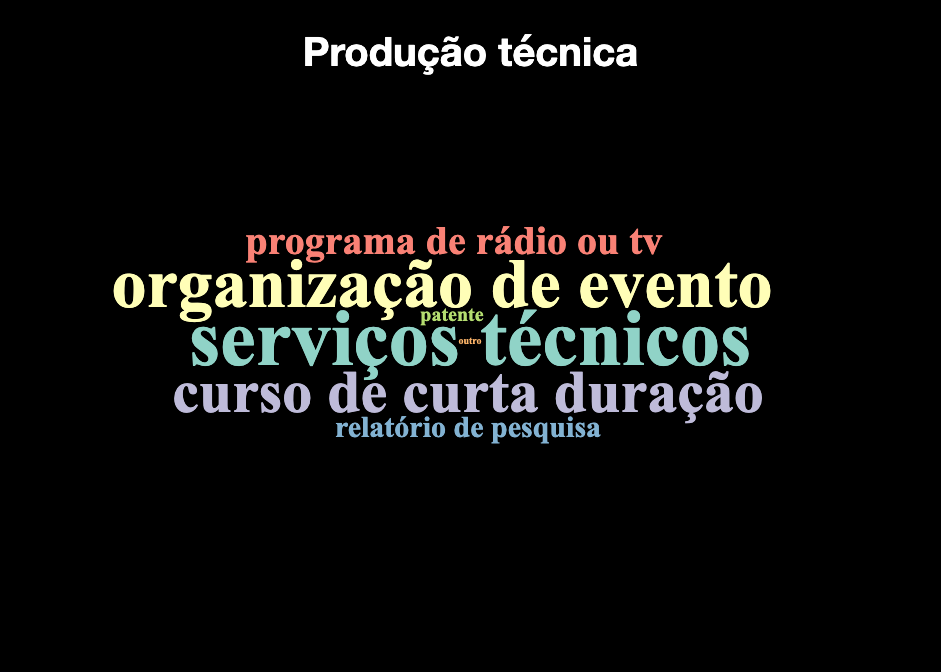 Produção técnica
programa de rádio ou tv
organização de evento
patente
serviços técnicos
outro
curso de curta duração
relatório de pesquisa